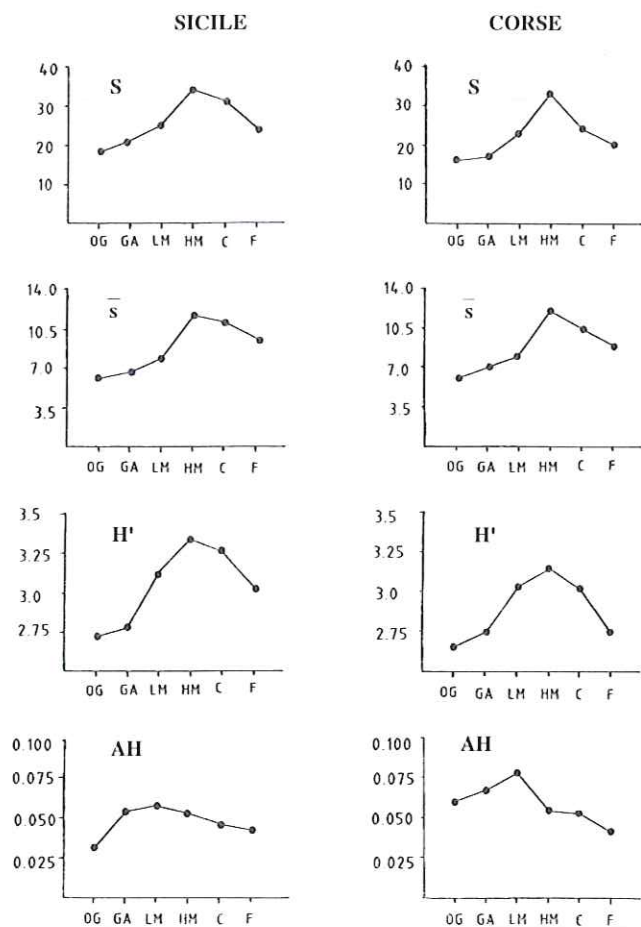 SICILE CORSE
S
40
30
20
10
OG GA LM HM C F
S
40
30
20
10
OG GA LM HM C F
s̅
14.0
10.5
7.0
3.5
OG GA LM HM C F
s̅
14.0
10.5
7.0
3.5
OG GA LM HM C F
H'
3.5
3.25
3.0
2.75
OG GA LM HM C F
H'
3.5
3.25
3.0
2.75
OG GA LM HM C F
AH
0.100
0.075
0.050
0.025
OG GA LM HM C F
AH
0.100
0.075
0.050
0.025
OG GA LM HM C F